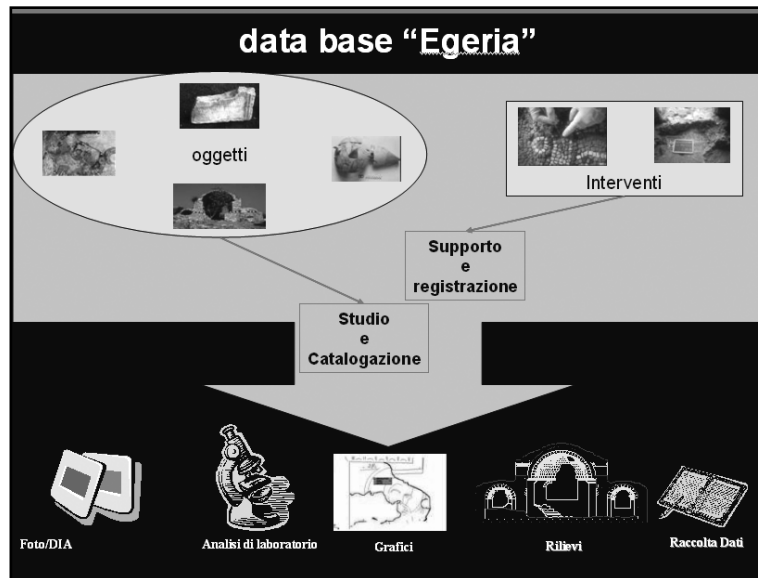 data base “Egeria”
oggetti
Interventi
Supporto
e
registrazione
Studio
e
Catalogazione
Foto/DIA
Analisi di laboratorio
Grafici
Rilievi
Raccolta Dati